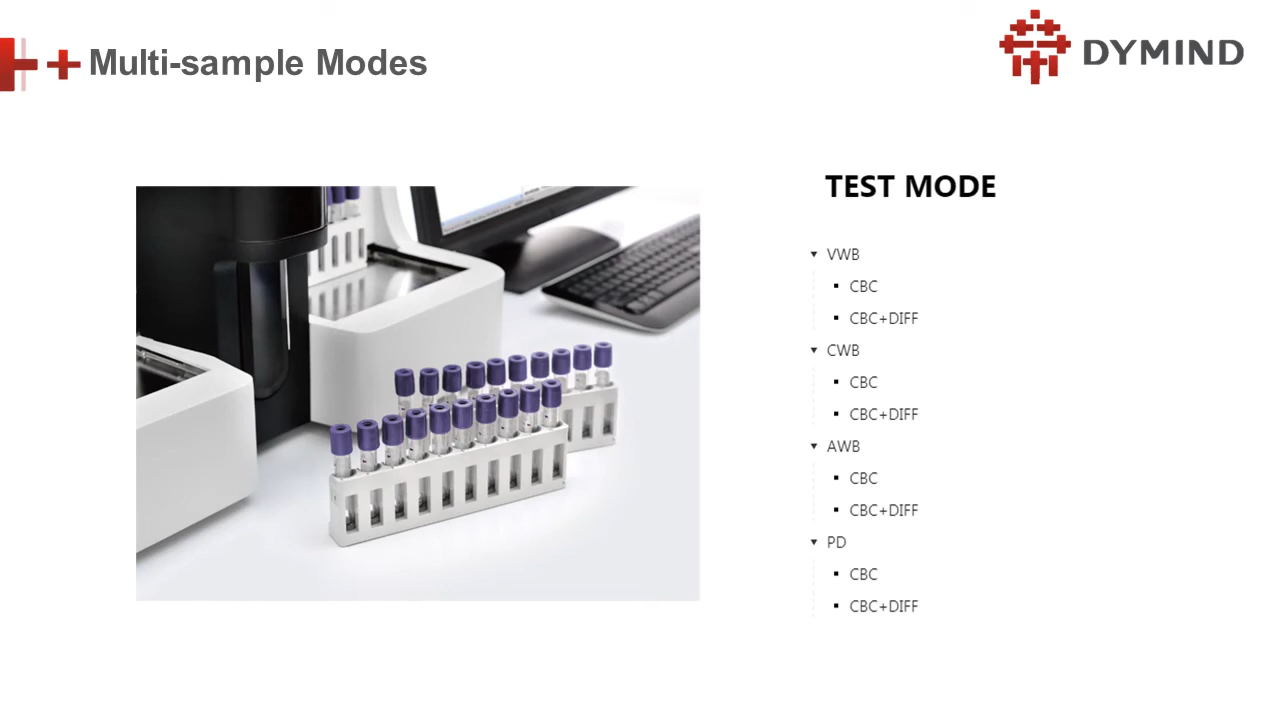 Multi-sample Modes
DYMIND
TEST MODE
VWB
CBC
CBC+DIFF
CWB
CBC
CBC+DIFF
AWB
CBC
CBC+DIFF
PD
CBC
CBC+DIFF